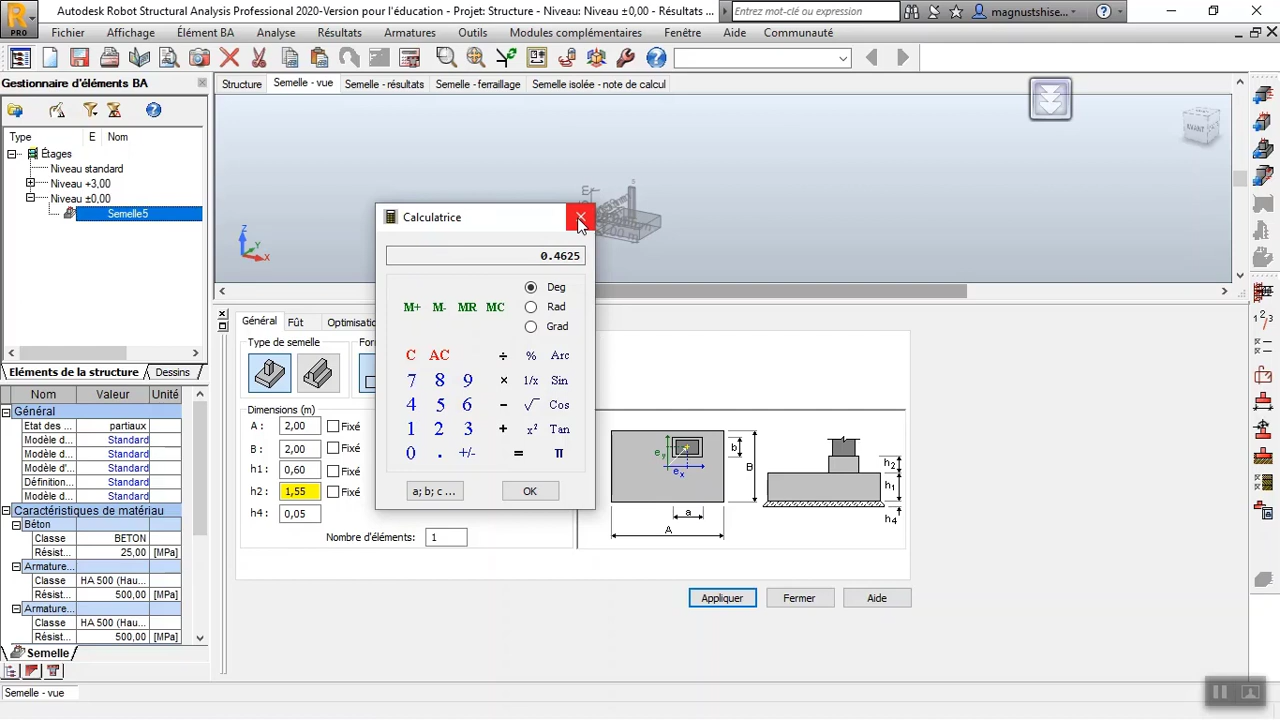 Autodesk Robot Structural Analysis Professional 2020-Version pour l'éducation - Projet: Structure - Niveau: Niveau ±0,00 - Résultats ...
Entrez mot-clé ou expression
magnustshise...
PRO
Fichier Affichage Élément BA Analyse Résultats Armatures Outils Modules complémentaires Fenêtre Aide Communauté
Gestionnaire d'éléments BA
Structure Semelle - vue Semelle - résultats Semelle - ferraillage Semelle isolée - note de calcul
Type E Nom
Étages
Niveau standard
Niveau +3,00
Niveau ±0,00
Semelle5
AVANT
Z
Y
X
Calculatrice
0.4625
Deg
M+ M- MR MC Rad
Grad
C AC ÷ % Arc
7 8 9 × 1/x Sin
4 5 6 - √ Cos
1 2 3 + x² Tan
0 . +/- = π
a; b; c ... OK
Éléments de la structure Dessins
Nom Valeur Unité
Général
Etat des ... partiaux
Modèle d... Standard
Modèle d... Standard
Modèle d'... Standard
Définition... Standard
Modèle d... Standard
Caractéristiques de matériau
Béton
Classe BETON
Résist... 25,00 [MPa]
Armature...
Classe HA 500 (Hau...
Résist... 500,00 [MPa]
Armature...
Classe HA 500 (Hau...
Résist... 500,00 [MPa]
Semelle
Semelle - vue
Général Fût Optimisatio
Type de semelle
Dimensions (m)
A : 2,00 Fixé
B : 2,00 Fixé
h1: 0,60 Fixé
h2: 1,55 Fixé
h4: 0,05
Nombre d'éléments: 1
ey
ex
b
B
a
A
h2
h1
h4
Appliquer Fermer Aide